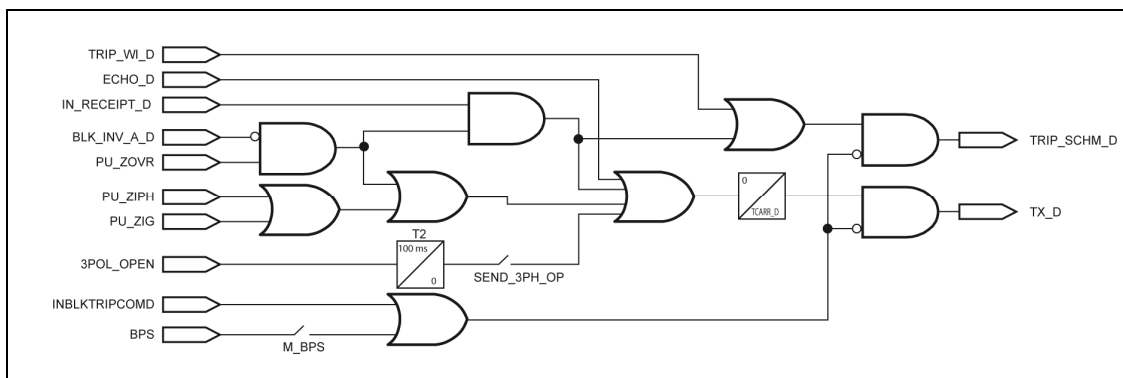 TRIP_WI_D
ECHO_D
IN_RECEIPT_D
BLK_INV_A_D
PU_ZOVR
PU_ZIPH
PU_ZIG
3POL_OPEN
INBLKTRIPCOMD
BPS
M_BPS
T2
100 ms
0
SEND_3PH_OP
0
TCARR_D
TRIP_SCHM_D
TX_D